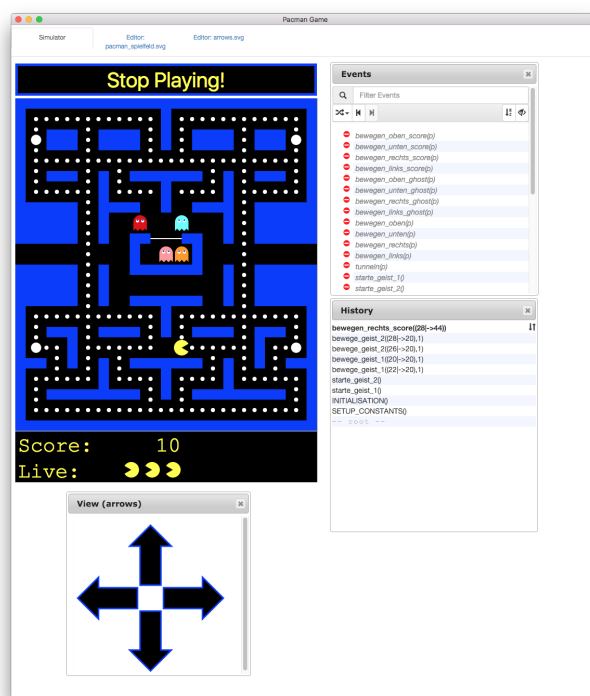 Pacman Game
Simulator
Editor:
pacman_spielfeld.svg
Editor: arrows.svg
Stop Playing!
Score: 10
Live:
Events
Filter Events
bewegen_oben_score(p)
bewegen_unten_score(p)
bewegen_rechts_score(p)
bewegen_links_score(p)
bewegen_oben_ghost(p)
bewegen_unten_ghost(p)
bewegen_rechts_ghost(p)
bewegen_links_ghost(p)
bewegen_oben(p)
bewegen_unten(p)
bewegen_rechts(p)
bewegen_links(p)
tunneln(p)
starte_geist_1()
starte_geist_2()
History
bewegen_rechts_score((28|->44))
bewege_geist_2((28|->20),1)
bewege_geist_2((26|->20),1)
bewege_geist_1((20|->20),1)
bewege_geist_1((22|->20),1)
starte_geist_2()
starte_geist_1()
INITIALISATION()
SETUP_CONSTANTS()
-- root --
View (arrows)